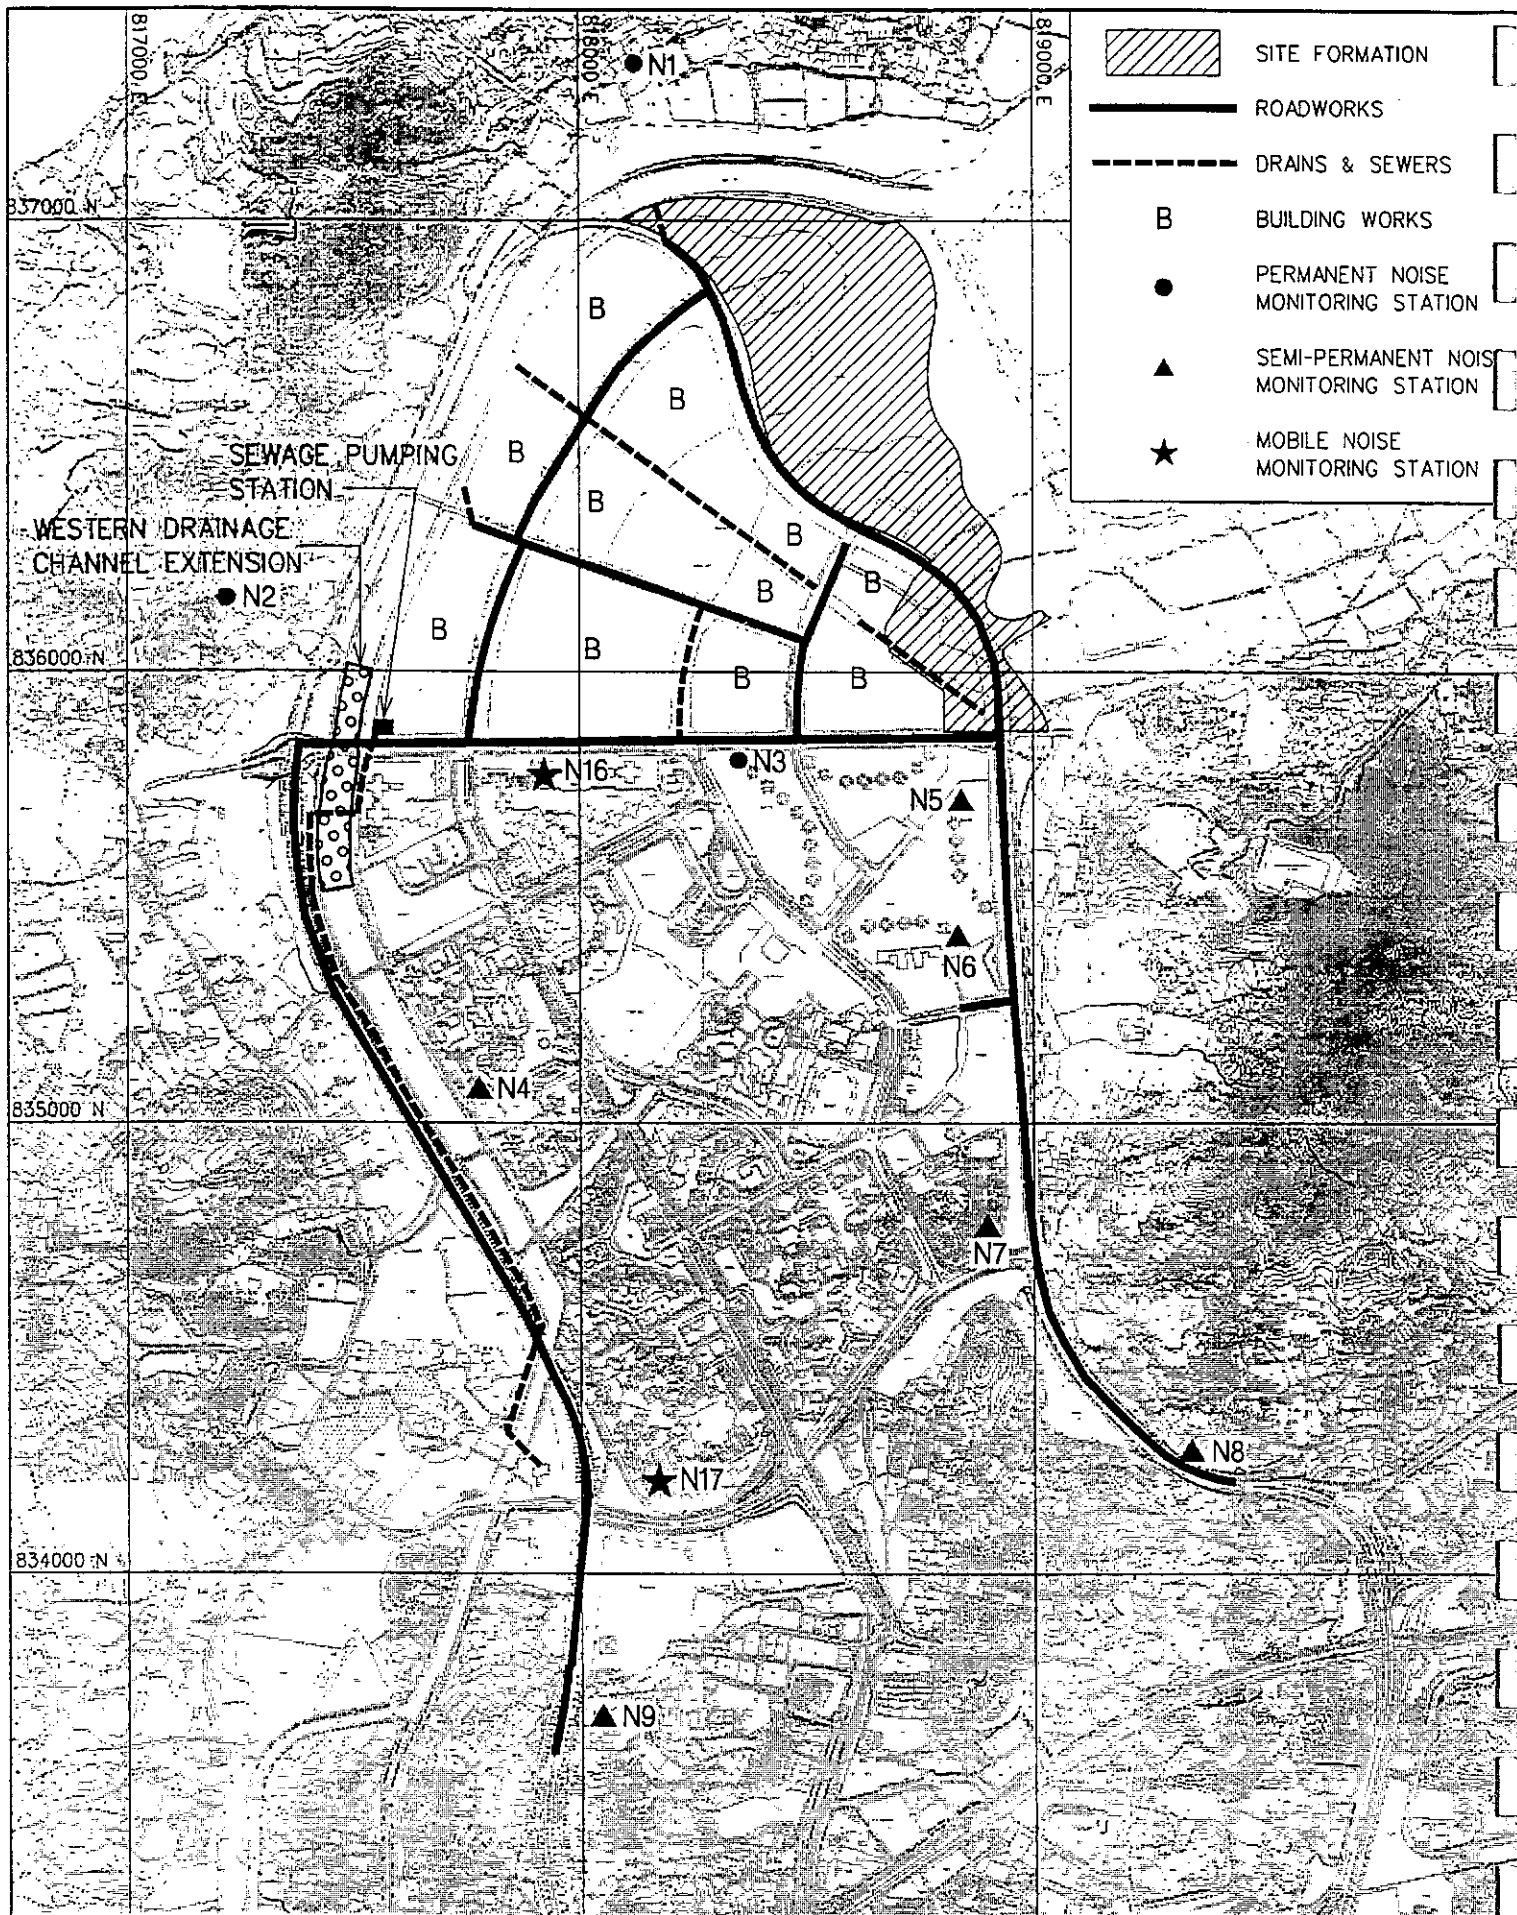 817000 E
818000 E
819000 E
N1
SITE FORMATION
ROADWORKS
DRAINS & SEWERS
837000 N
B
BUILDING WORKS
PERMANENT NOISE
MONITORING STATION
SEMI-PERMANENT NOIS
MONITORING STATION
MOBILE NOISE
MONITORING STATION
B
B
B
SEWAGE PUMPING
STATION
B
B
WESTERN DRAINAGE
CHANNEL EXTENSION
N2
B
B
B
B
836000 N
B
B
N16
N3
N5
N6
N4
835000 N
N7
N8
N17
834000 N
N9